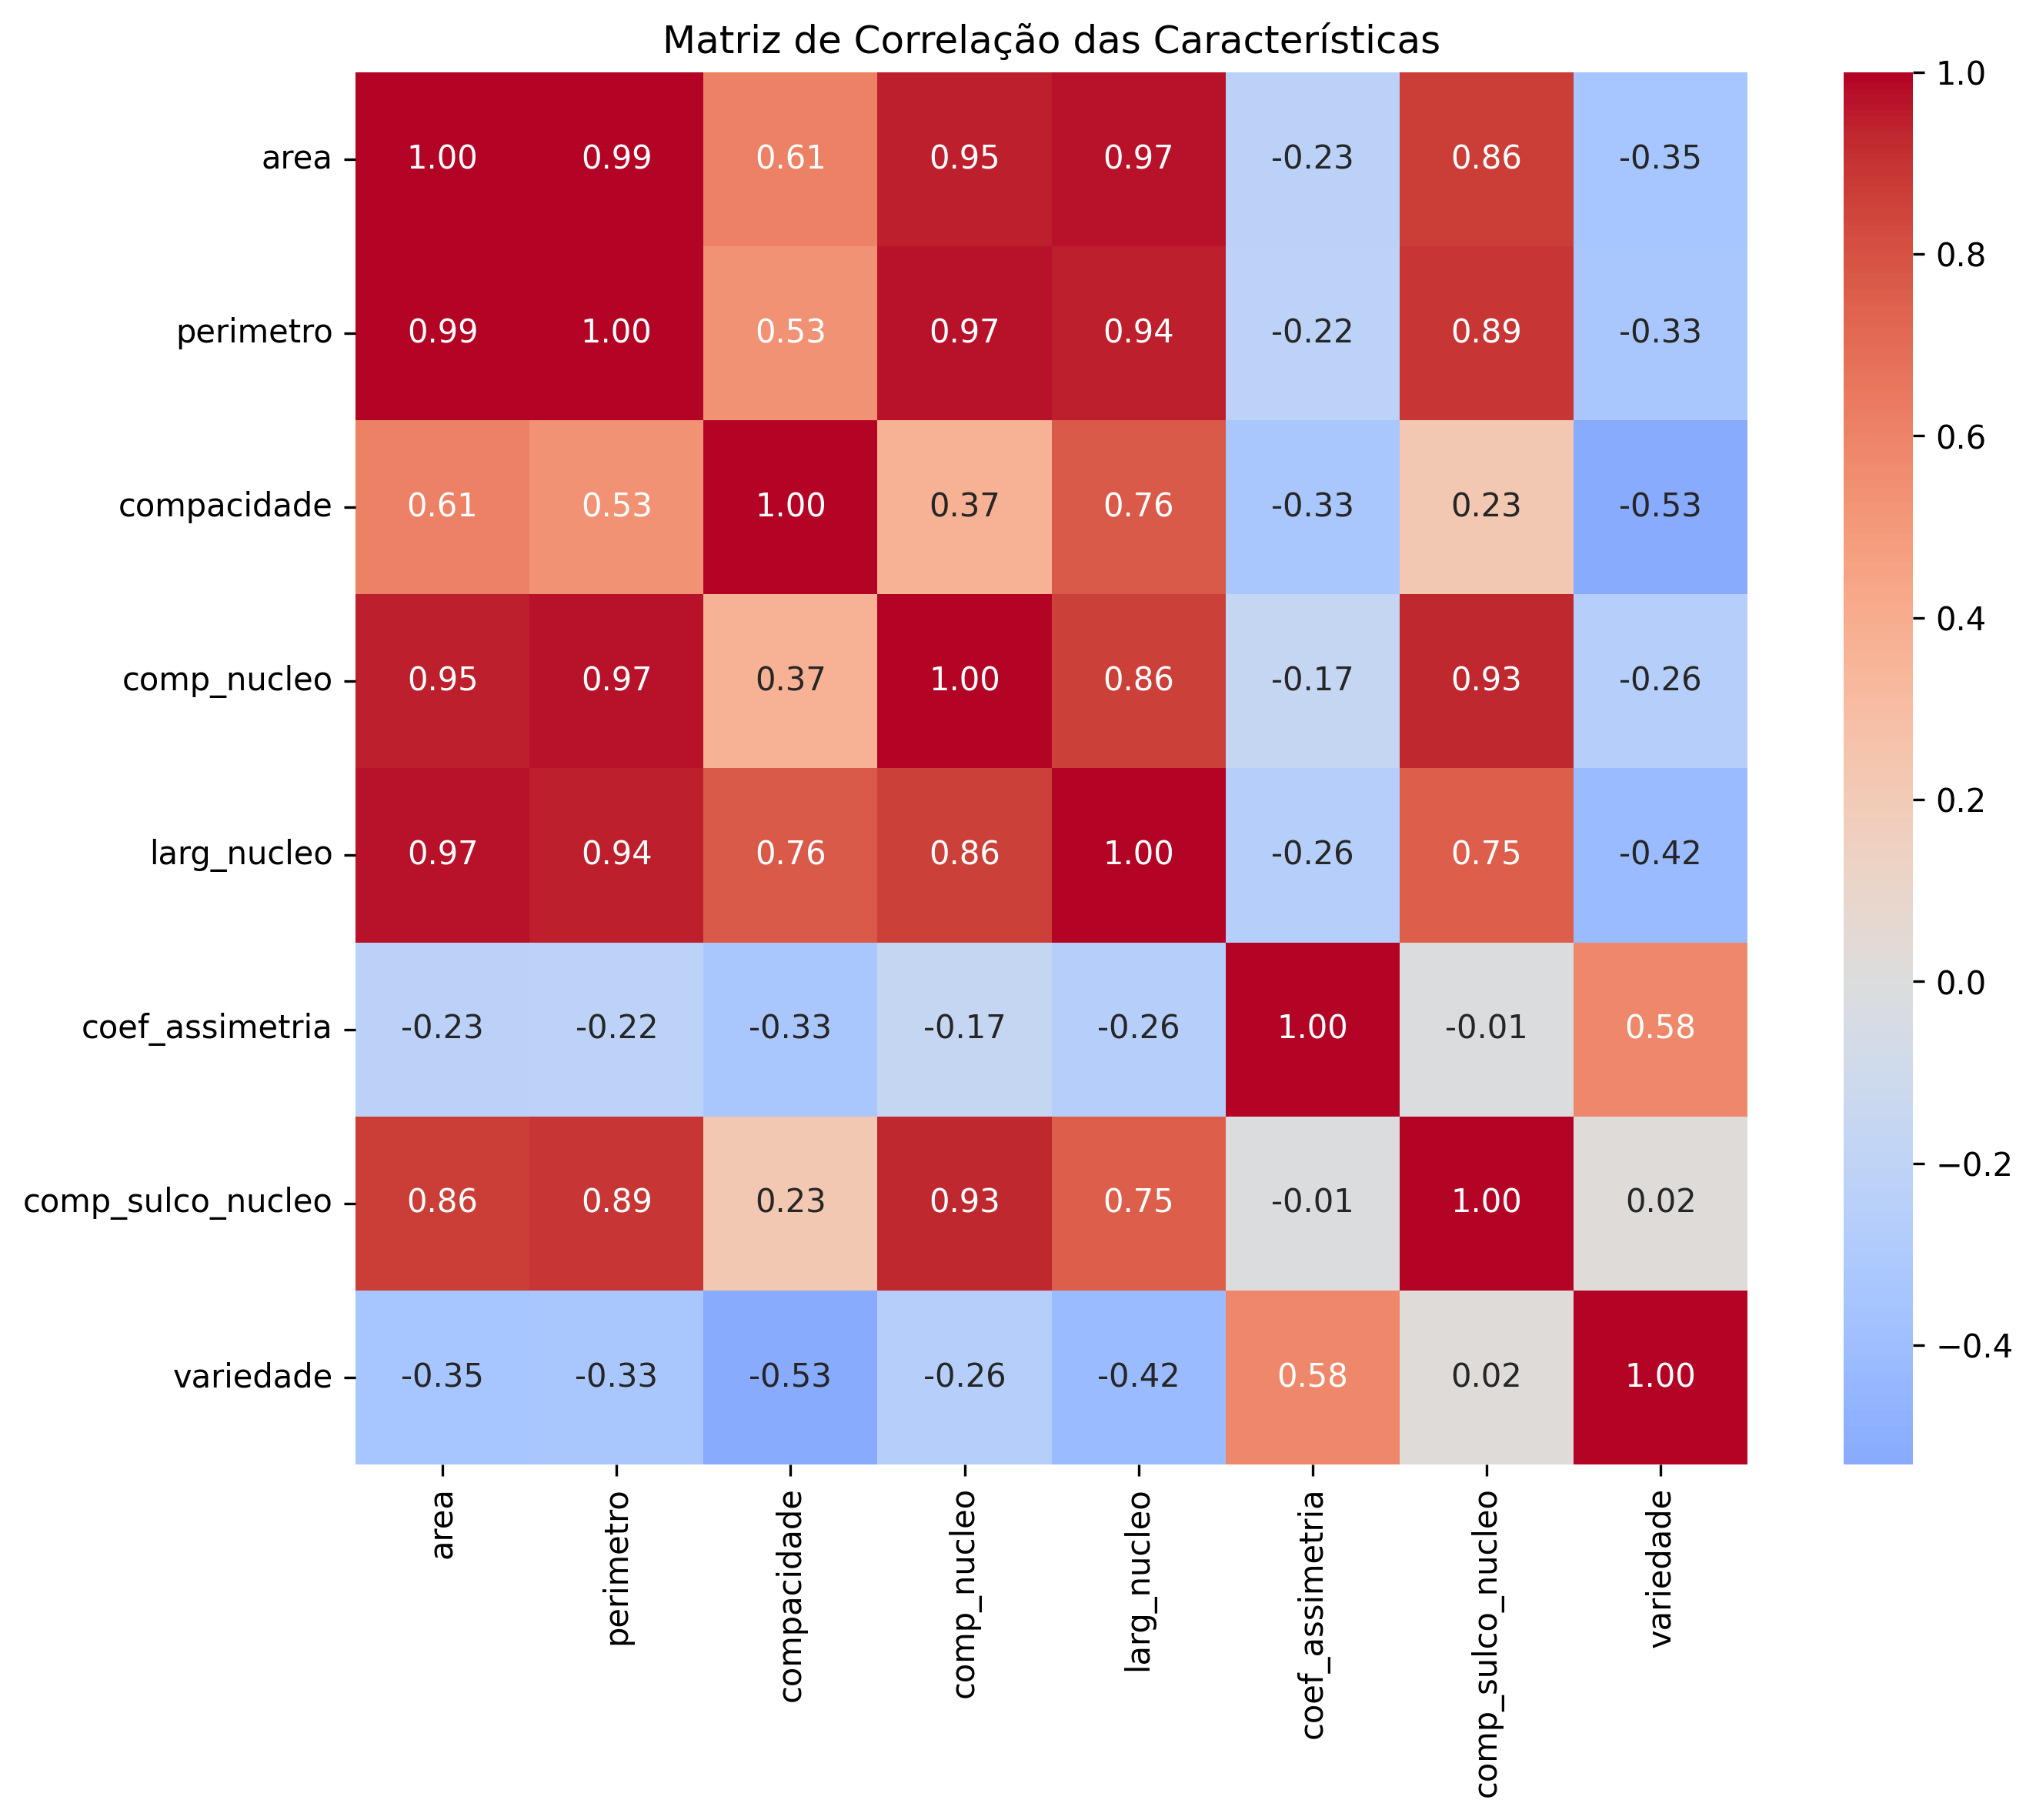 Matriz de Correlação das Características
area 1.00 0.99 0.61 0.95 0.97 -0.23 0.86 -0.35
perimetro 0.99 1.00 0.53 0.97 0.94 -0.22 0.89 -0.33
compacidade 0.61 0.53 1.00 0.37 0.76 -0.33 0.23 -0.53
comp_nucleo 0.95 0.97 0.37 1.00 0.86 -0.17 0.93 -0.26
larg_nucleo 0.97 0.94 0.76 0.86 1.00 -0.26 0.75 -0.42
coef_assimetria -0.23 -0.22 -0.33 -0.17 -0.26 1.00 -0.01 0.58
comp_sulco_nucleo 0.86 0.89 0.23 0.93 0.75 -0.01 1.00 0.02
variedade -0.35 -0.33 -0.53 -0.26 -0.42 0.58 0.02 1.00
area
perimetro
compacidade
comp_nucleo
larg_nucleo
coef_assimetria
comp_sulco_nucleo
variedade
1.0
0.8
0.6
0.4
0.2
0.0
−0.2
−0.4